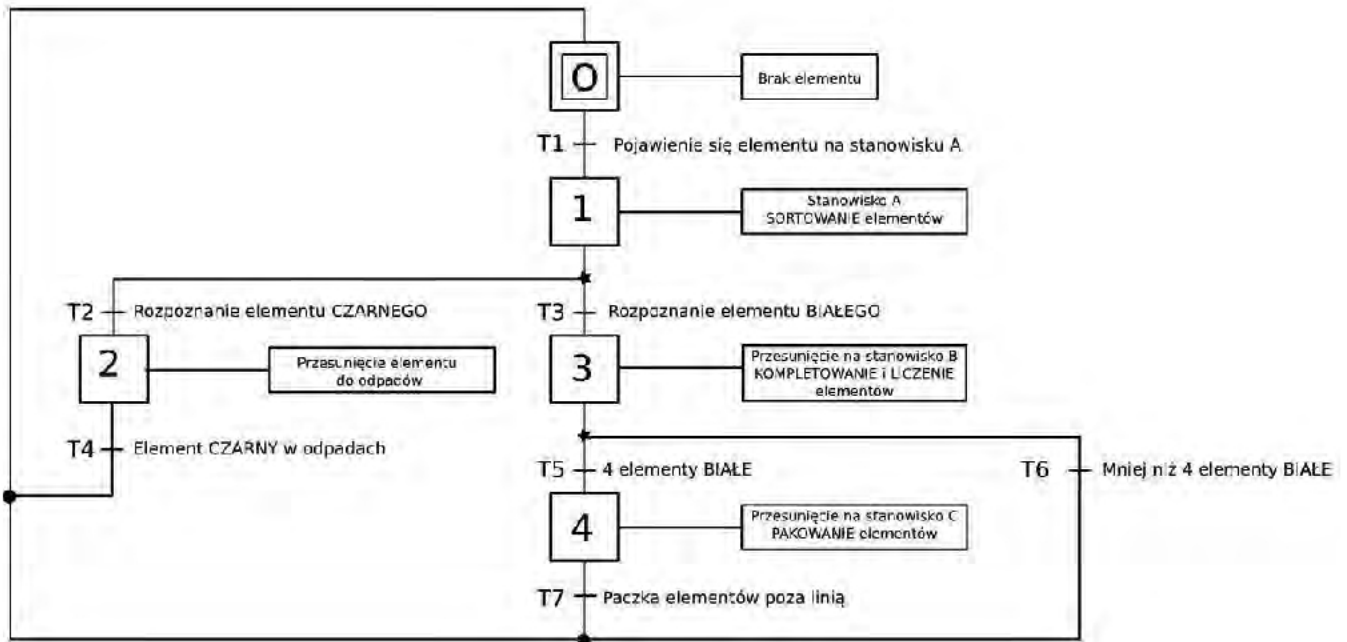 0
Brak elementu
T1
Pojawienie się elementu na stanowisku A
1
Stanowisko A
SORTOWANIE elementów
T2
Rozpoznanie elementu CZARNEGO
T3
Rozpoznanie elementu BIAŁEGO
2
Przesunięcie elementu
do odpadów
3
Przesunięcie na stanowisko B
KOMPLETOWANIE i LICZENIE
elementów
T4
Element CZARNY w odpadach
T5
4 elementy BIAŁE
T6
Mniej niż 4 elementy BIAŁE
4
Przesunięcie na stanowisko C
PAKOWANIE elementów
T7
Paczka elementów poza linią